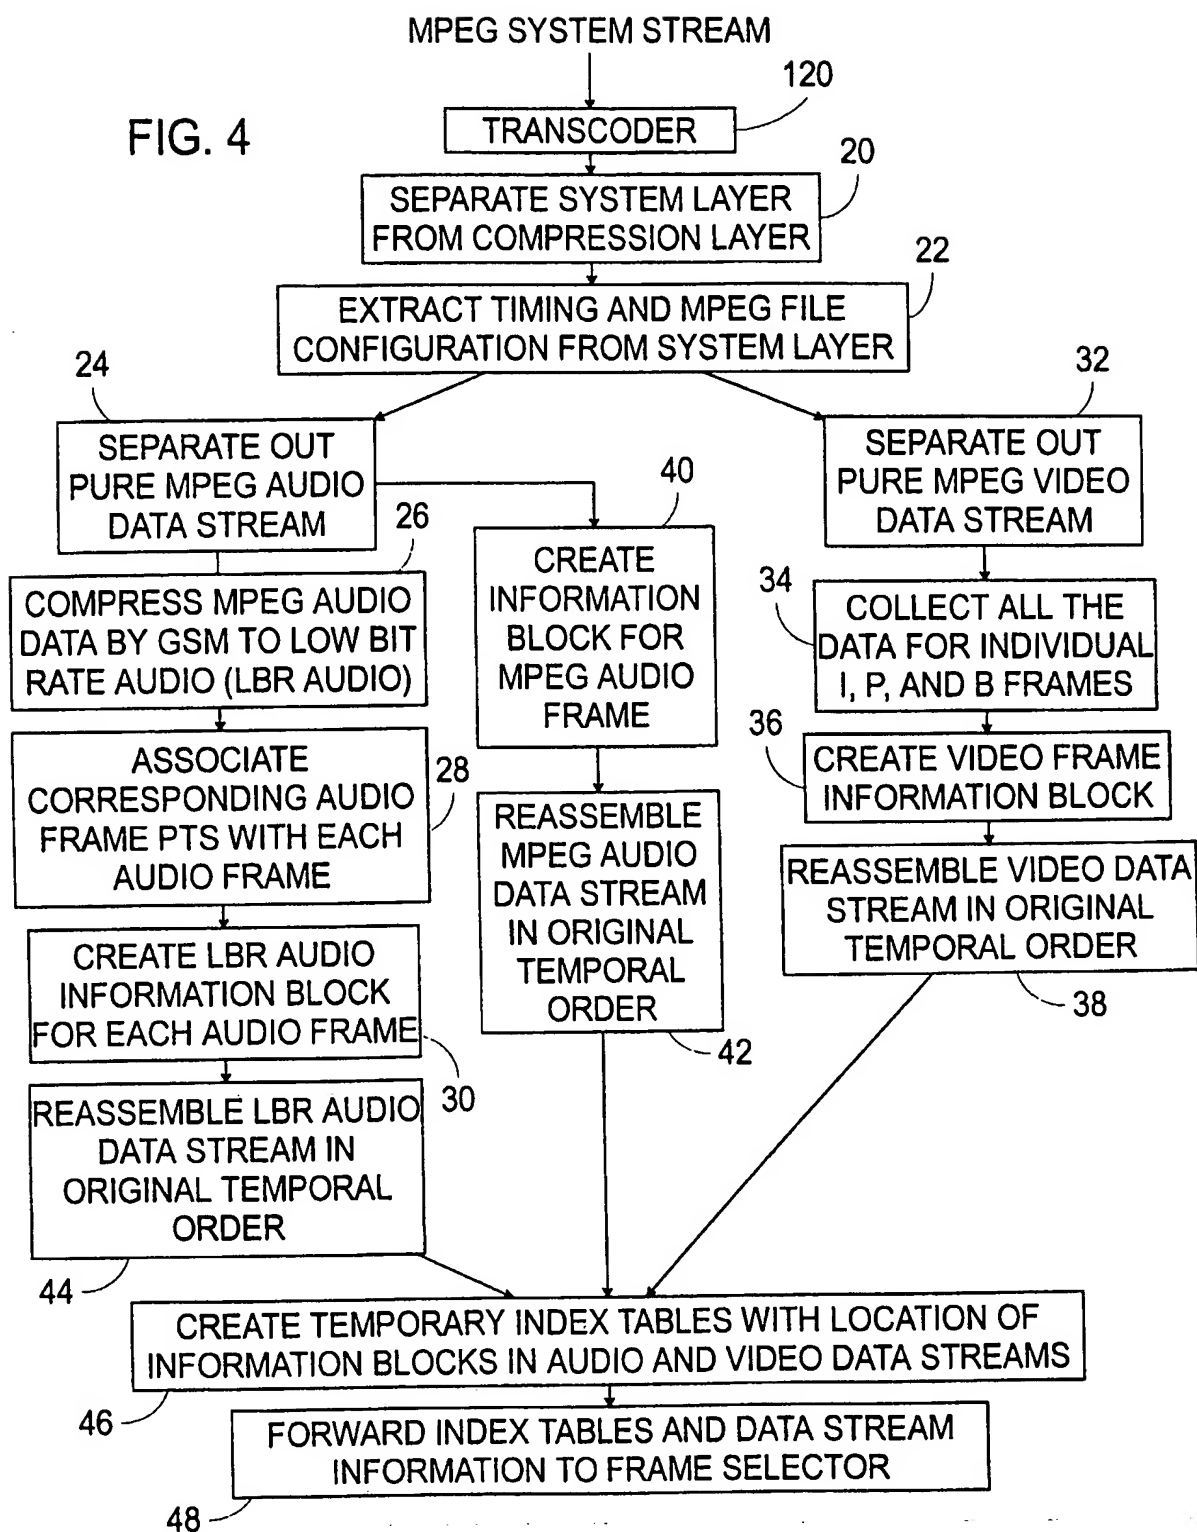 MPEG SYSTEM STREAM
FIG. 4
120
TRANSCODER
20
SEPARATE SYSTEM LAYER
FROM COMPRESSION LAYER
22
EXTRACT TIMING AND MPEG FILE
CONFIGURATION FROM SYSTEM LAYER
24
SEPARATE OUT
PURE MPEG AUDIO
DATA STREAM
26
COMPRESS MPEG AUDIO
DATA BY GSM TO LOW BIT
RATE AUDIO (LBR AUDIO)
ASSOCIATE
CORRESPONDING AUDIO
FRAME PTS WITH EACH
AUDIO FRAME
28
CREATE LBR AUDIO
INFORMATION BLOCK
FOR EACH AUDIO FRAME
30
REASSEMBLE LBR AUDIO
DATA STREAM IN
ORIGINAL TEMPORAL
ORDER
44
40
CREATE
INFORMATION
BLOCK FOR
MPEG AUDIO
FRAME
REASSEMBLE
MPEG AUDIO
DATA STREAM
IN ORIGINAL
TEMPORAL
ORDER
42
32
SEPARATE OUT
PURE MPEG VIDEO
DATA STREAM
34
COLLECT ALL THE
DATA FOR INDIVIDUAL
I, P, AND B FRAMES
36
CREATE VIDEO FRAME
INFORMATION BLOCK
REASSEMBLE VIDEO DATA
STREAM IN ORIGINAL
TEMPORAL ORDER
38
CREATE TEMPORARY INDEX TABLES WITH LOCATION OF
INFORMATION BLOCKS IN AUDIO AND VIDEO DATA STREAMS
46
FORWARD INDEX TABLES AND DATA STREAM
INFORMATION TO FRAME SELECTOR
48